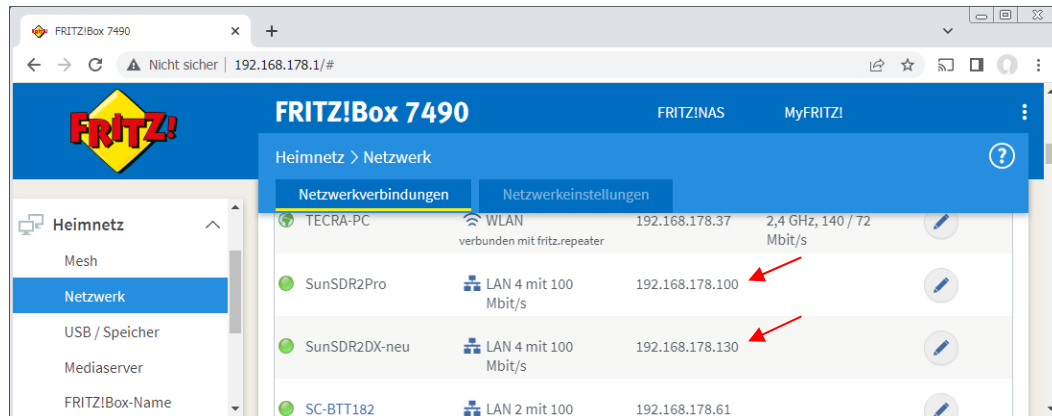 FRITZ!Box 7490
Nicht sicher | 192.168.178.1/#
FRITZ!
FRITZ!Box 7490
FRITZ!NAS
MyFRITZ!
Heimnetz > Netzwerk
Netzwerkverbindungen
Netzwerkeinstellungen
Heimnetz
Mesh
Netzwerk
USB / Speicher
Mediaserver
FRITZ!Box-Name
TECRA-PC WLAN 192.168.178.37 2,4 GHz, 140 / 72
verbunden mit fritz.repeater Mbit/s
SunSDR2Pro LAN 4 mit 100 192.168.178.100
Mbit/s
SunSDR2DX-neu LAN 4 mit 100 192.168.178.130
Mbit/s
SC-BTT182 LAN 2 mit 100 192.168.178.61